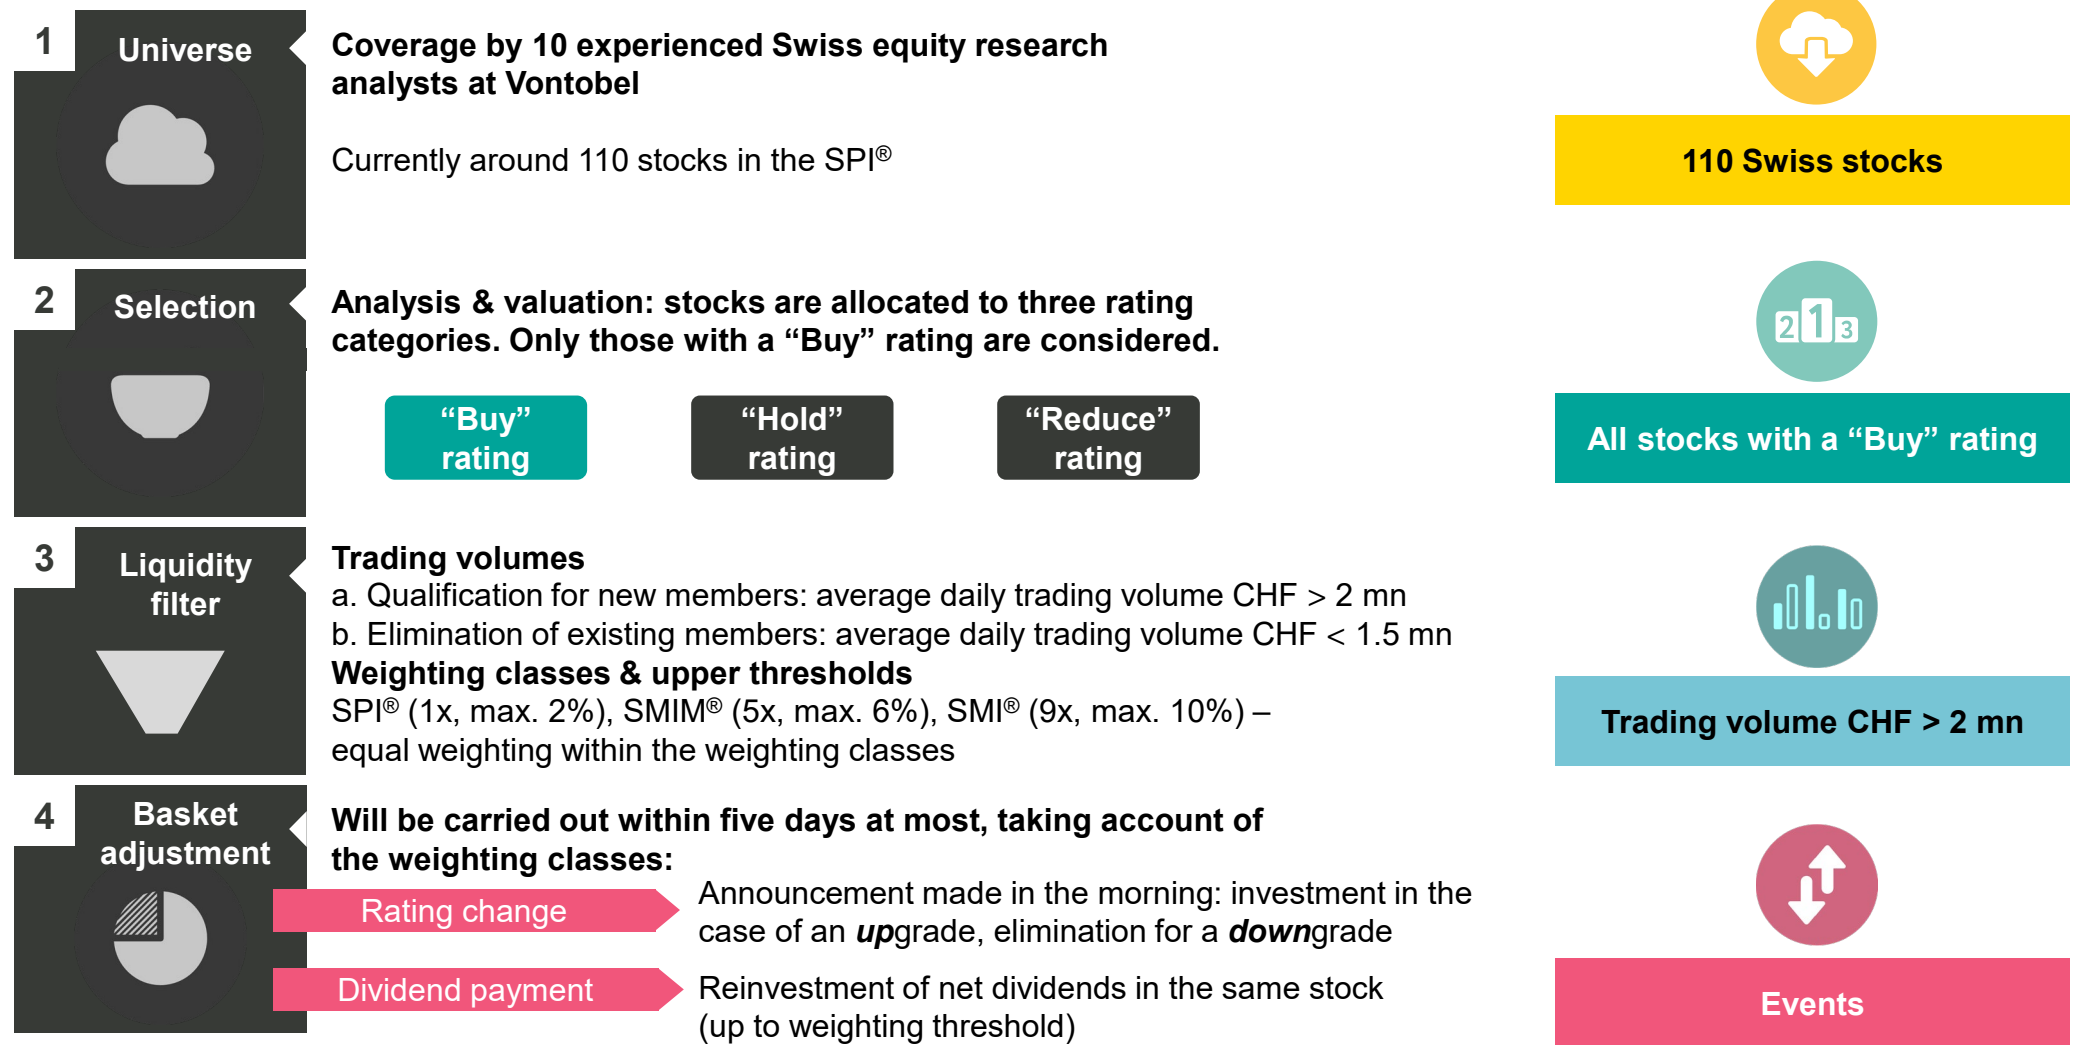 1
Universe
Coverage by 10 experienced Swiss equity research
analysts at Vontobel
Currently around 110 stocks in the SPI®
110 Swiss stocks
2
Selection
Analysis & valuation: stocks are allocated to three rating
categories. Only those with a “Buy” rating are considered.
“Buy”
rating
“Hold”
rating
“Reduce”
rating
2 1 3
All stocks with a “Buy” rating
3
Liquidity
filter
Trading volumes
a. Qualification for new members: average daily trading volume CHF > 2 mn
b. Elimination of existing members: average daily trading volume CHF < 1.5 mn
Weighting classes & upper thresholds
SPI® (1x, max. 2%), SMIM® (5x, max. 6%), SMI® (9x, max. 10%) –
equal weighting within the weighting classes
Trading volume CHF > 2 mn
4
Basket
adjustment
Will be carried out within five days at most, taking account of
the weighting classes:
Rating change
Announcement made in the morning: investment in the
case of an upgrade, elimination for a downgrade
Dividend payment
Reinvestment of net dividends in the same stock
(up to weighting threshold)
Events